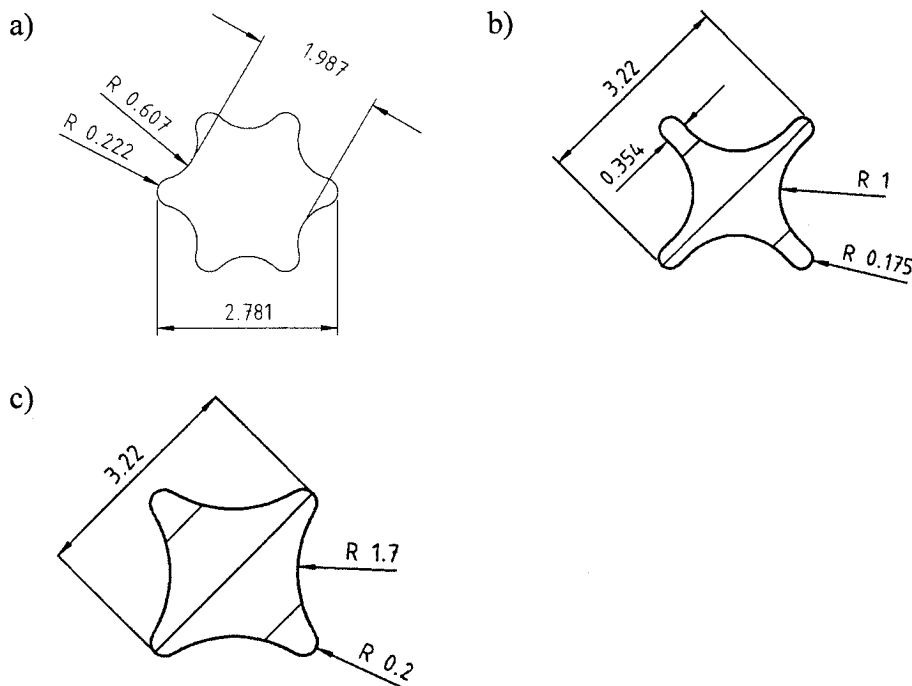 a)
1.987
R 0.607
R 0.222
2.781
b)
3.22
0.354
R 1
R 0.175
c)
3.22
R 1.7
R 0.2